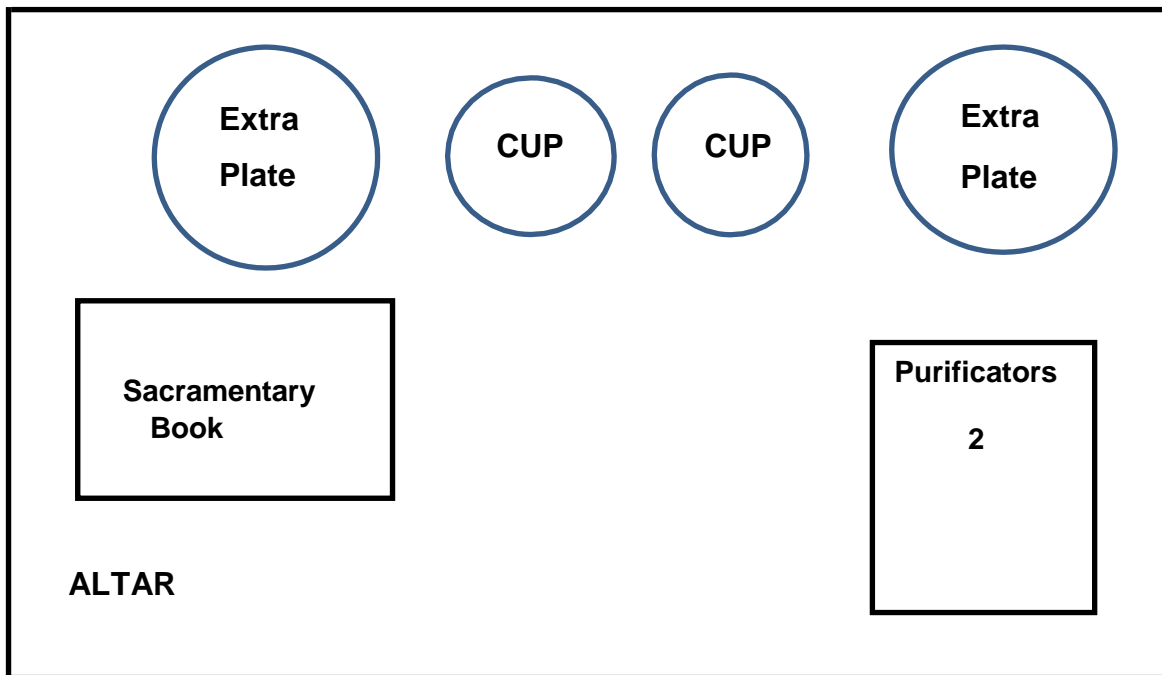 Extra
Plate
CUP
CUP
Extra
Plate
Sacramentary
Book
Purificators
2
ALTAR